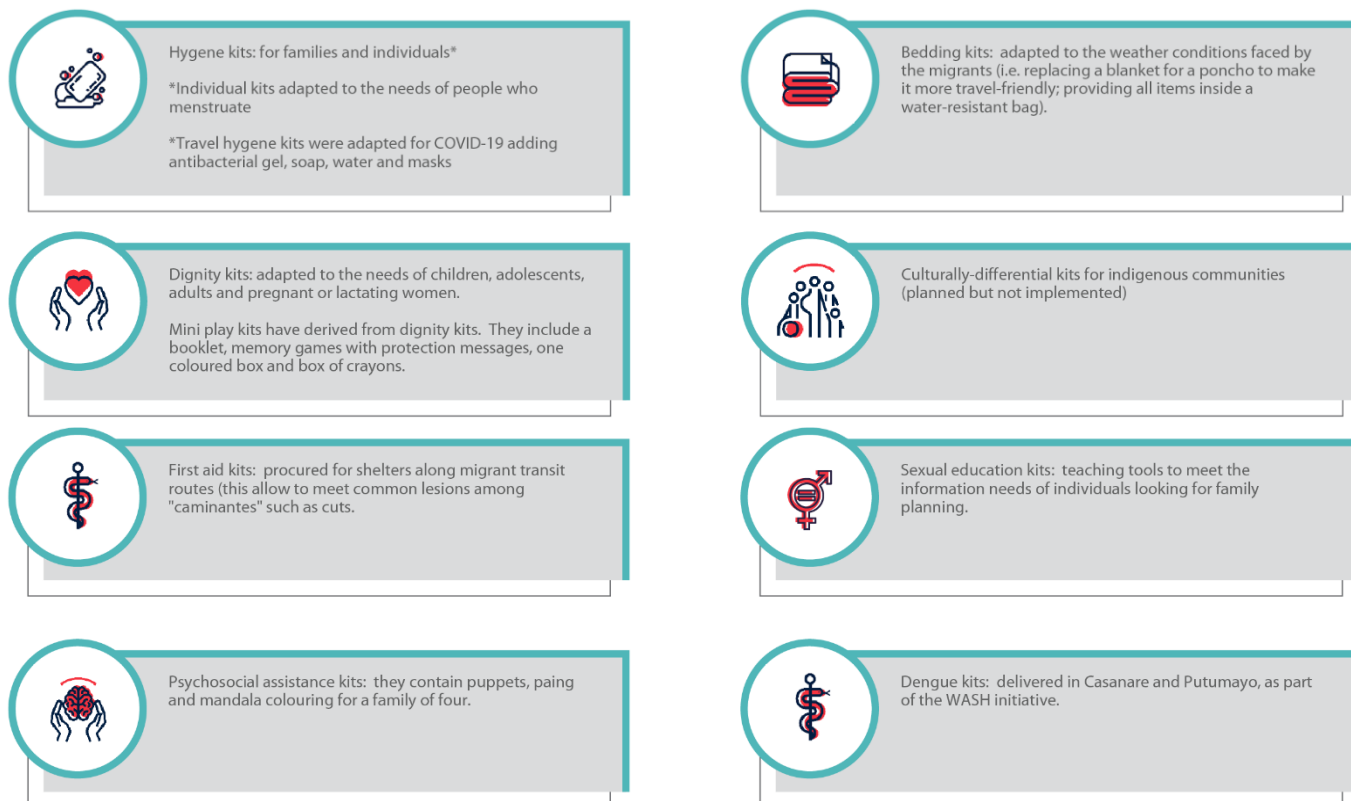 Hygene kits: for families and individuals*
*Individual kits adapted to the needs of people who
menstruate
*Travel hygene kits were adapted for COVID-19 adding
antibacterial gel, soap, water and masks
Bedding kits: adapted to the weather conditions faced by
the migrants (i.e. replacing a blanket for a poncho to make
it more travel-friendly; providing all items inside a
water-resistant bag).
Dignity kits: adapted to the needs of children, adolescents,
adults and pregnant or lactating women.
Mini play kits have derived from dignity kits. They include a
booklet, memory games with protection messages, one
coloured box and box of crayons.
Culturally-differential kits for indigenous communities
(planned but not implemented)
First aid kits: procured for shelters along migrant transit
routes (this allow to meet common lesions among
"caminantes" such as cuts.
Sexual education kits: teaching tools to meet the
information needs of individuals looking for family
planning.
Psychosocial assistance kits: they contain puppets, paing
and mandala colouring for a family of four.
Dengue kits: delivered in Casanare and Putumayo, as part
of the WASH initiative.